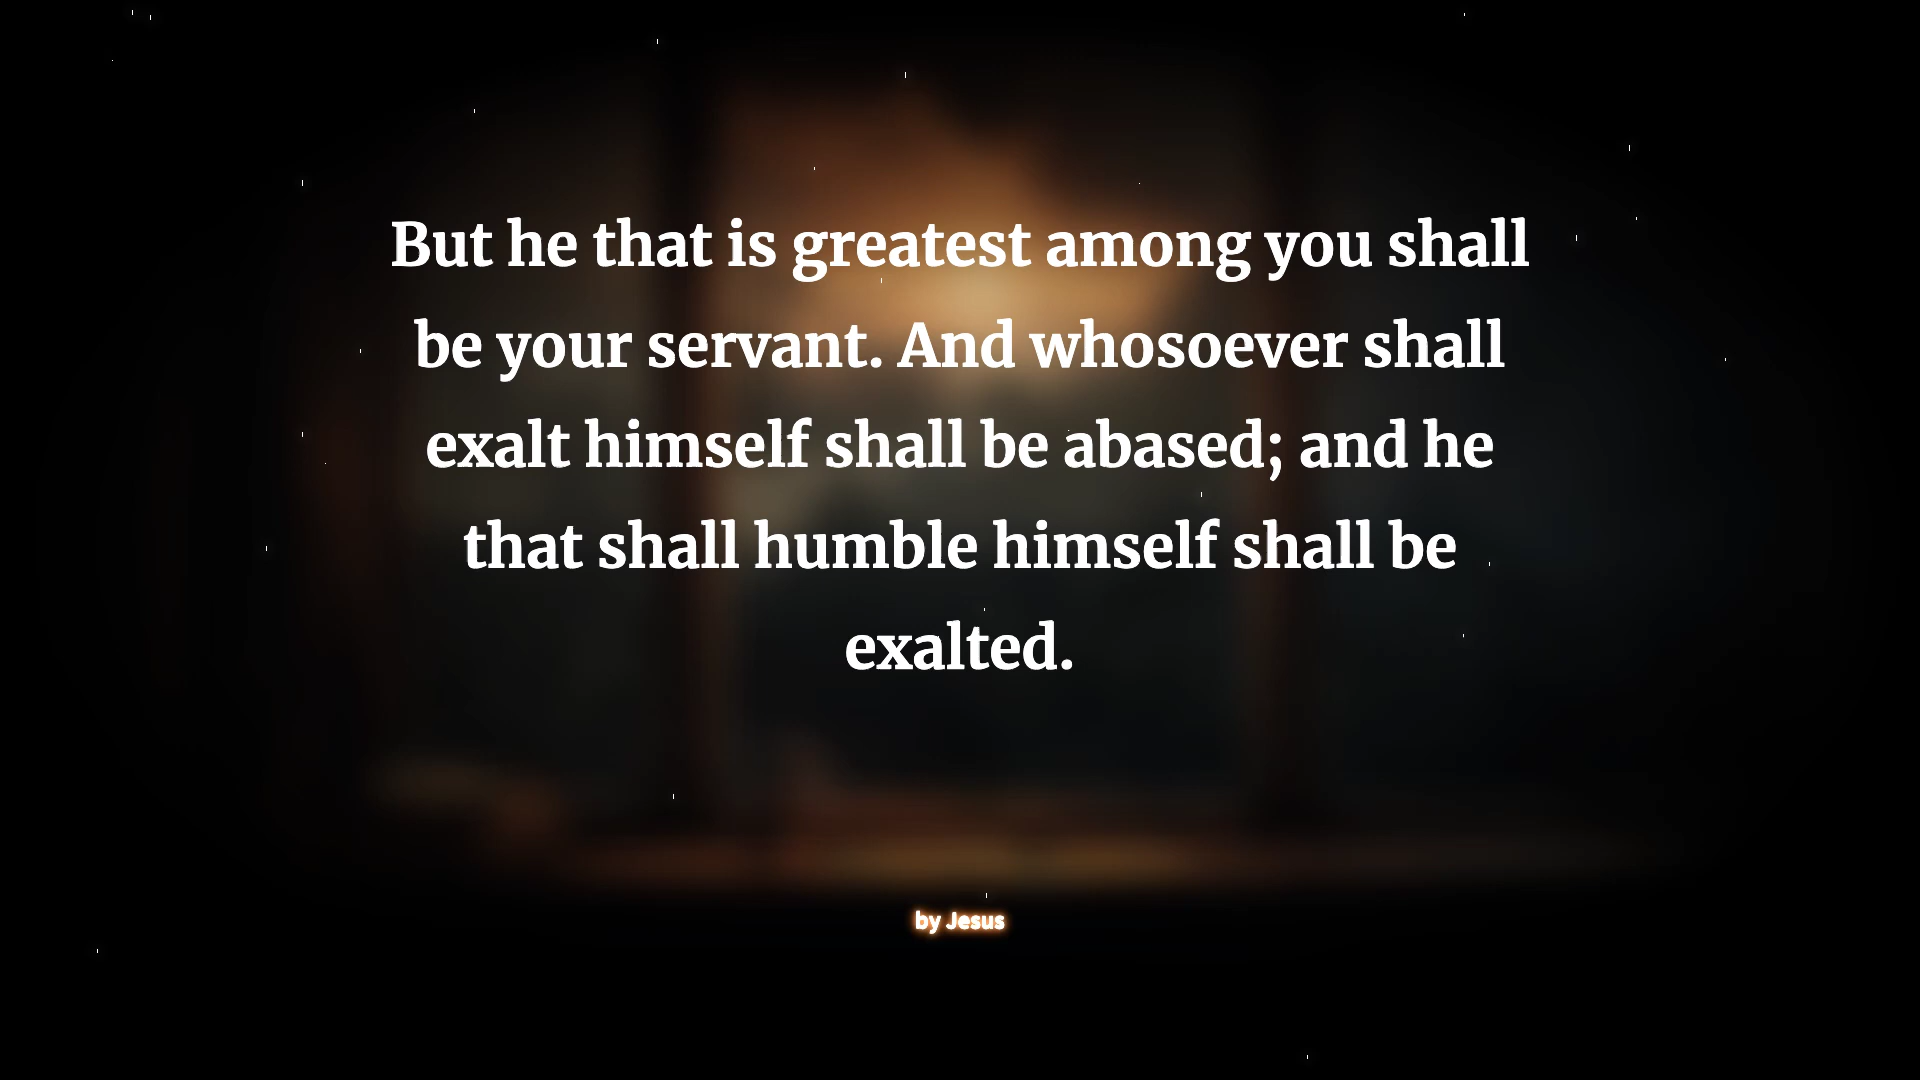 But he that is greatest among you shall
be your servant. And whosoever shall
exalt himself shall be abased; and he
that shall humble himself shall be
exalted.
by Jesus